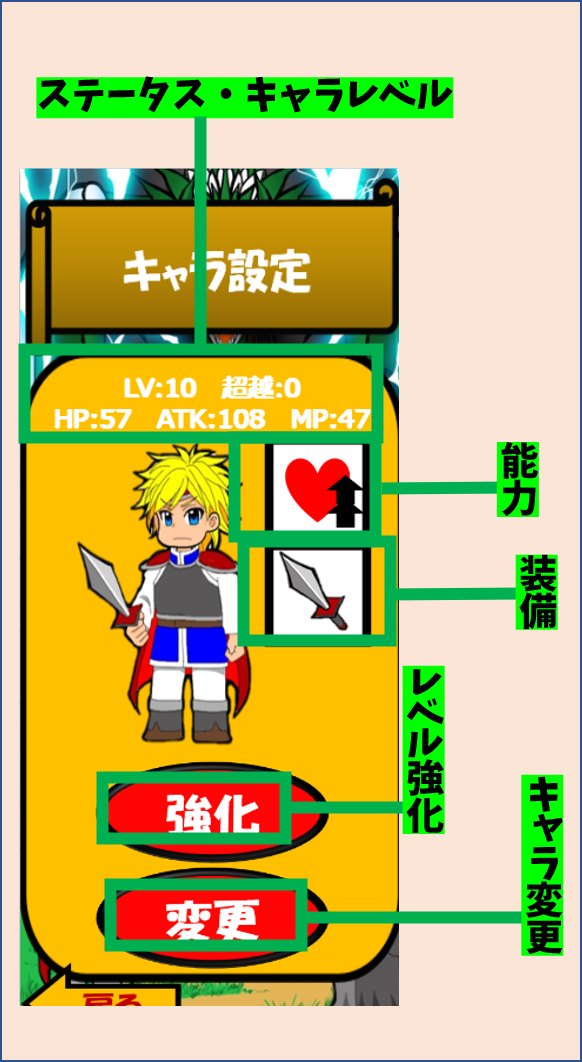 ステータス・キャラレベル
キャラ設定
LV:10 超越:0
HP:57 ATK:108 MP:47
能力
装備
レベル強化
強化
キャラ変更
変更
戻る